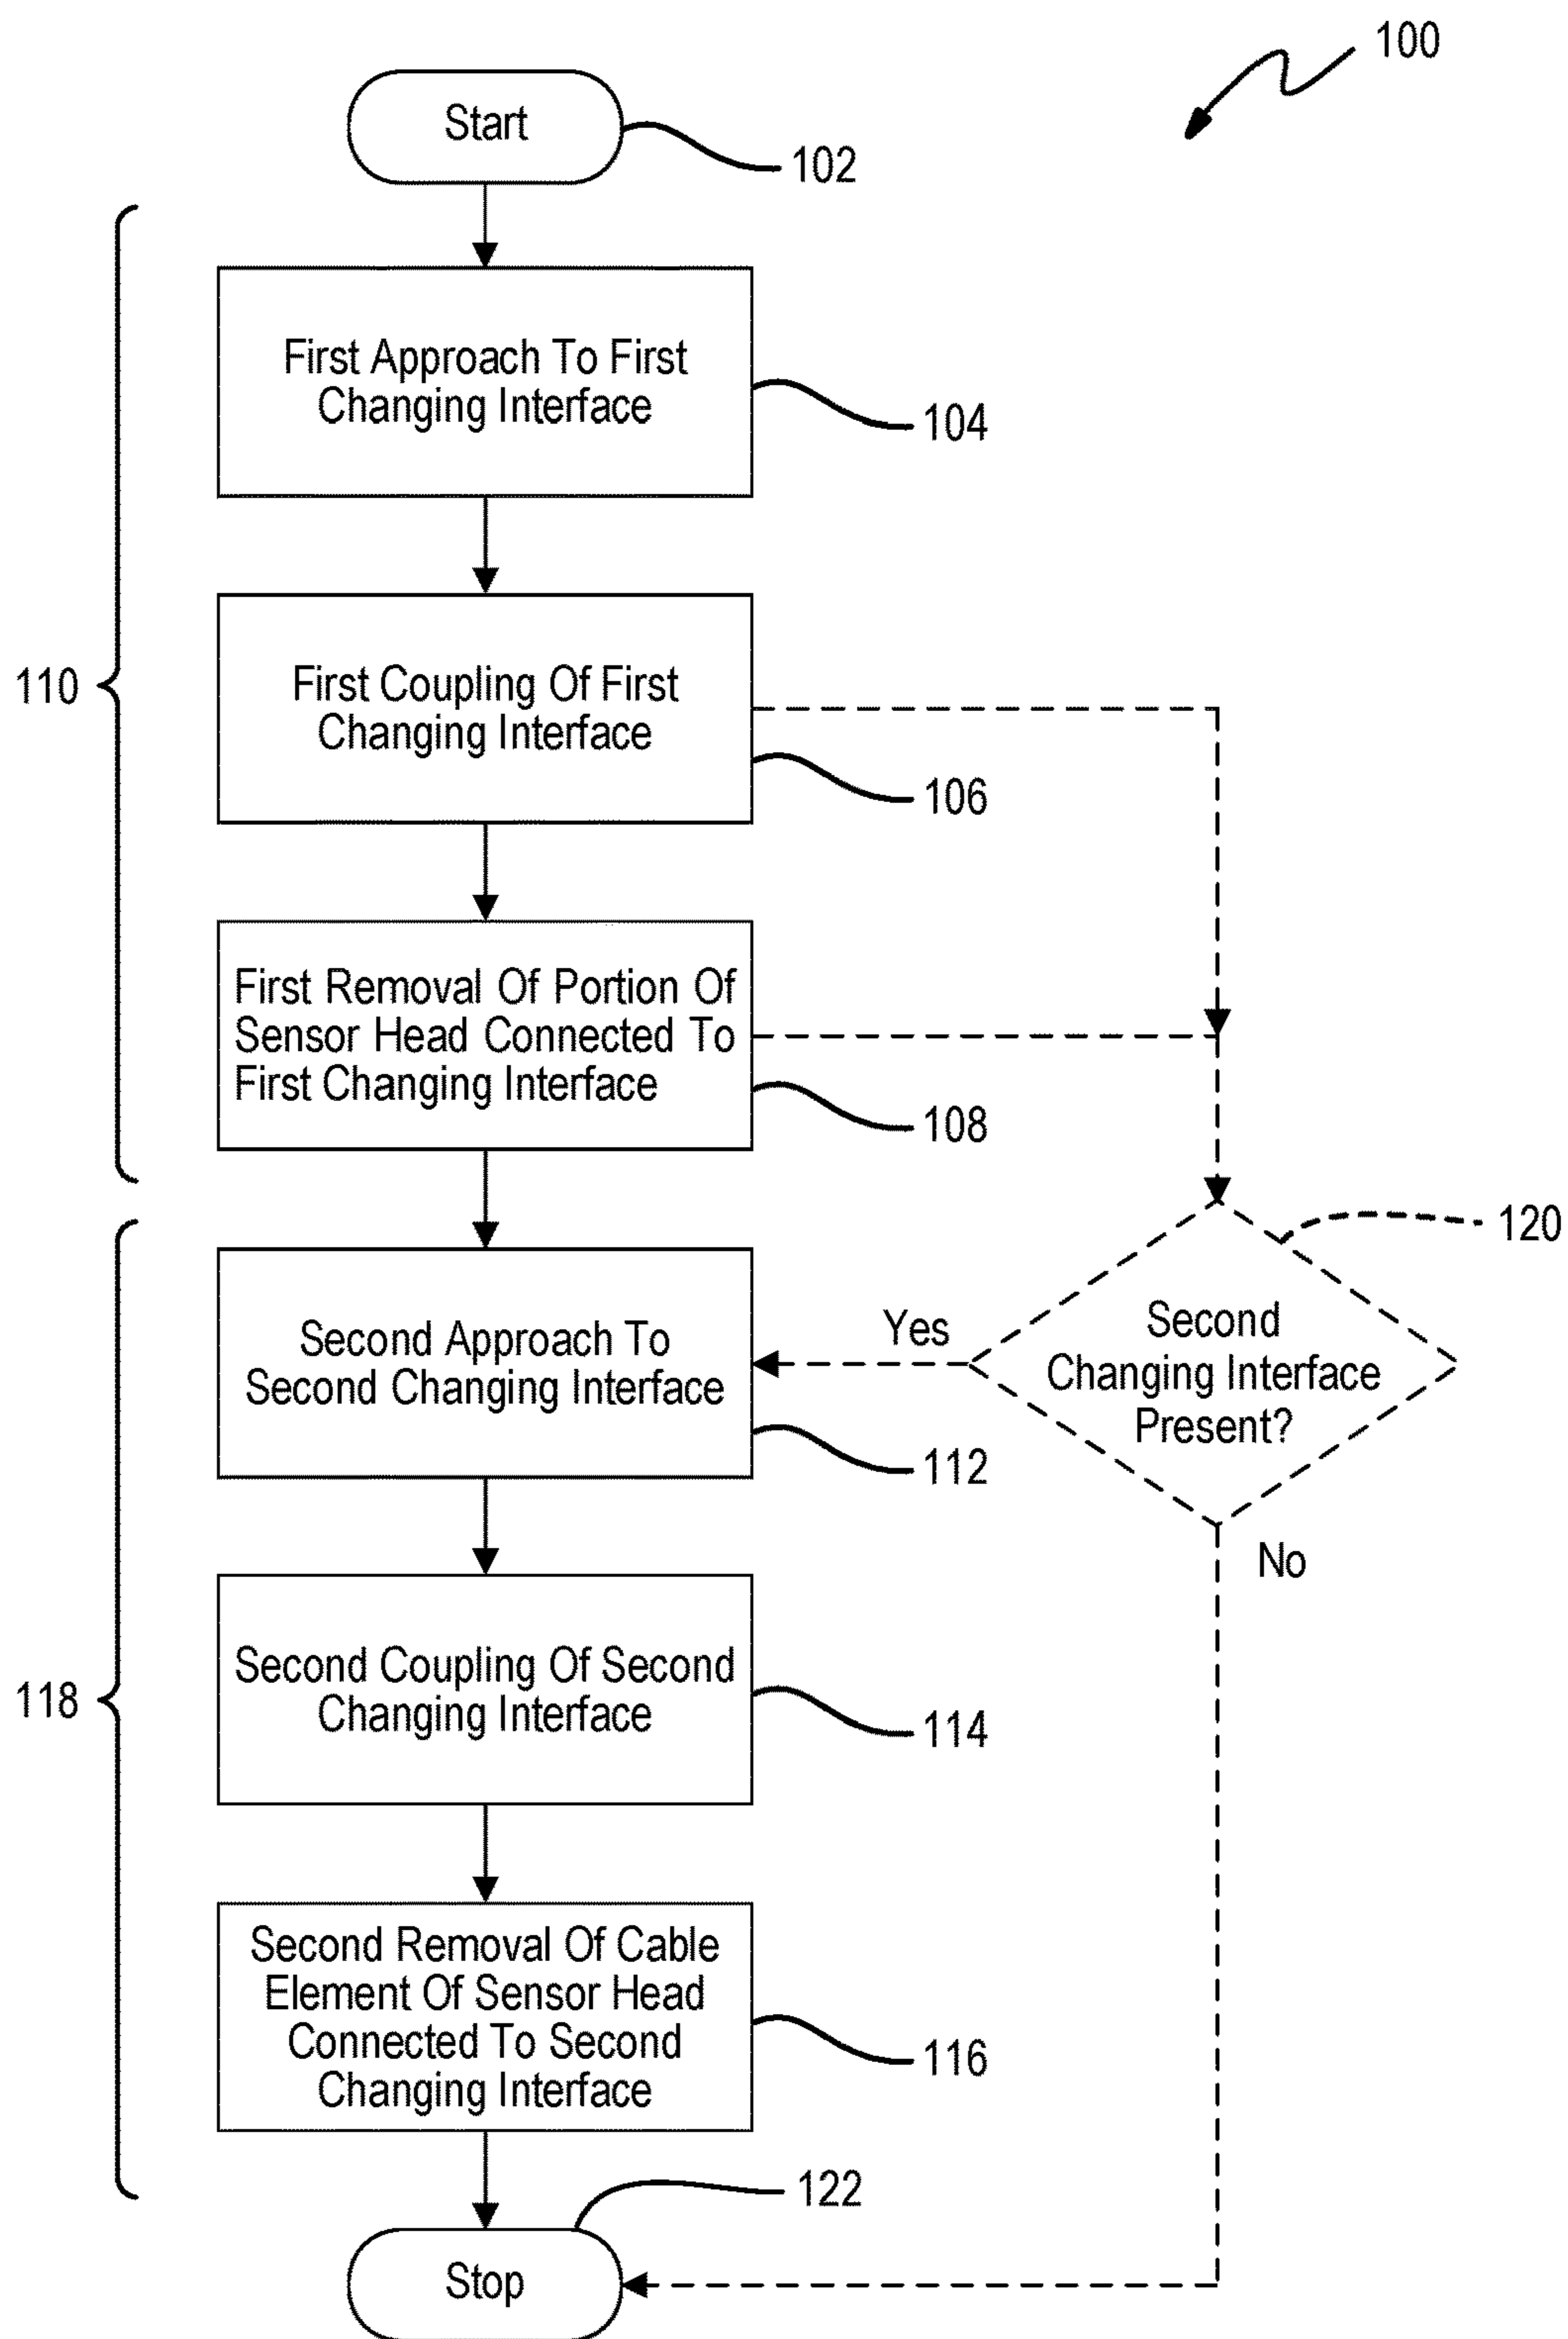 100
Start
102
First Approach To First
Changing Interface
104
110
First Coupling Of First
Changing Interface
106
First Removal Of Portion Of
Sensor Head Connected To
First Changing Interface
108
120
Second
Changing Interface
Present?
Yes
No
Second Approach To
Second Changing Interface
112
118
Second Coupling Of Second
Changing Interface
114
Second Removal Of Cable
Element Of Sensor Head
Connected To Second
Changing Interface
116
122
Stop